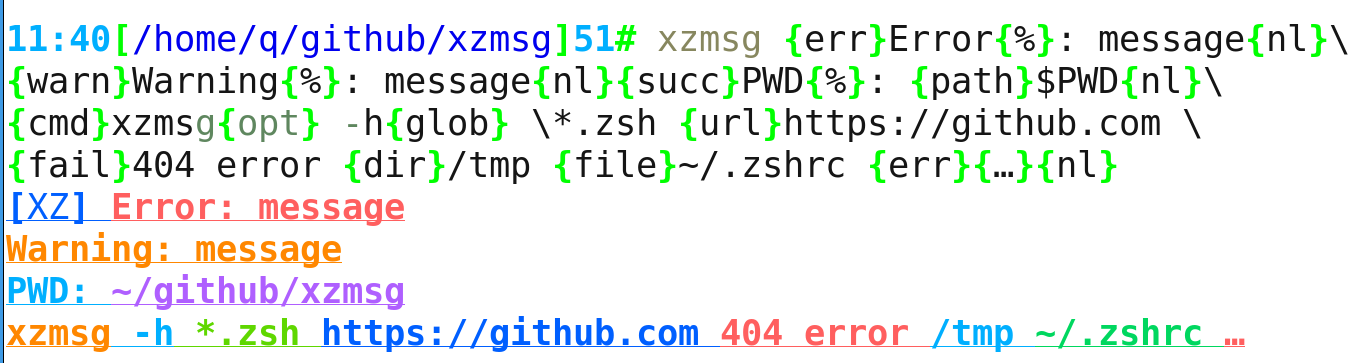 11:40[/home/q/github/xzmsg]51# xzmsg {err}Error{%}: message{nl}\
{warn}Warning{%}: message{nl}{succ}PWD{%}: {path}$PWD{nl}\
{cmd}xzmsg{opt} -h{glob} \*.zsh {url}https://github.com \
{fail}404 error {dir}/tmp {file}~/.zshrc {err}{…}{nl}
[XZ] Error: message
Warning: message
PWD: ~/github/xzmsg
xzmsg -h *.zsh https://github.com 404 error /tmp ~/.zshrc …